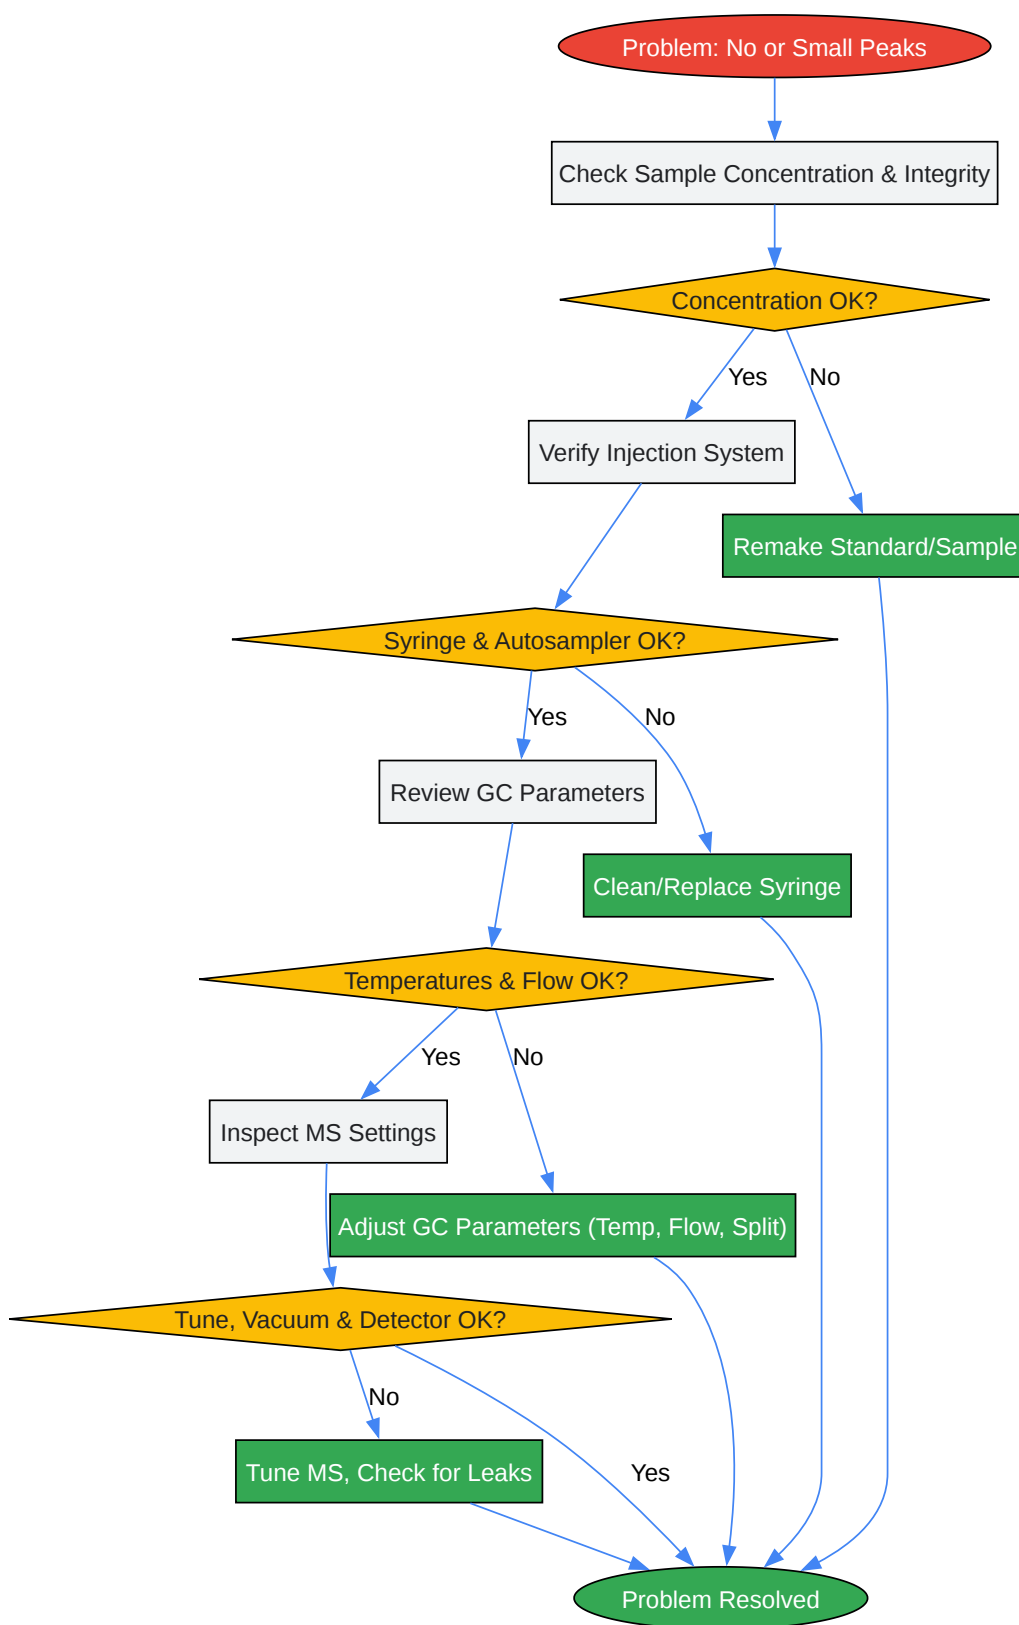 Problem: No or Small Peaks
Check Sample Concentration & Integrity
Concentration OK?
Yes
No
Verify Injection System
Remake Standard/Sample
Syringe & Autosampler OK?
Yes
No
Review GC Parameters
Clean/Replace Syringe
Temperatures & Flow OK?
Yes
No
Inspect MS Settings
Adjust GC Parameters (Temp, Flow, Split)
Tune, Vacuum & Detector OK?
No
Yes
Tune MS, Check for Leaks
Problem Resolved